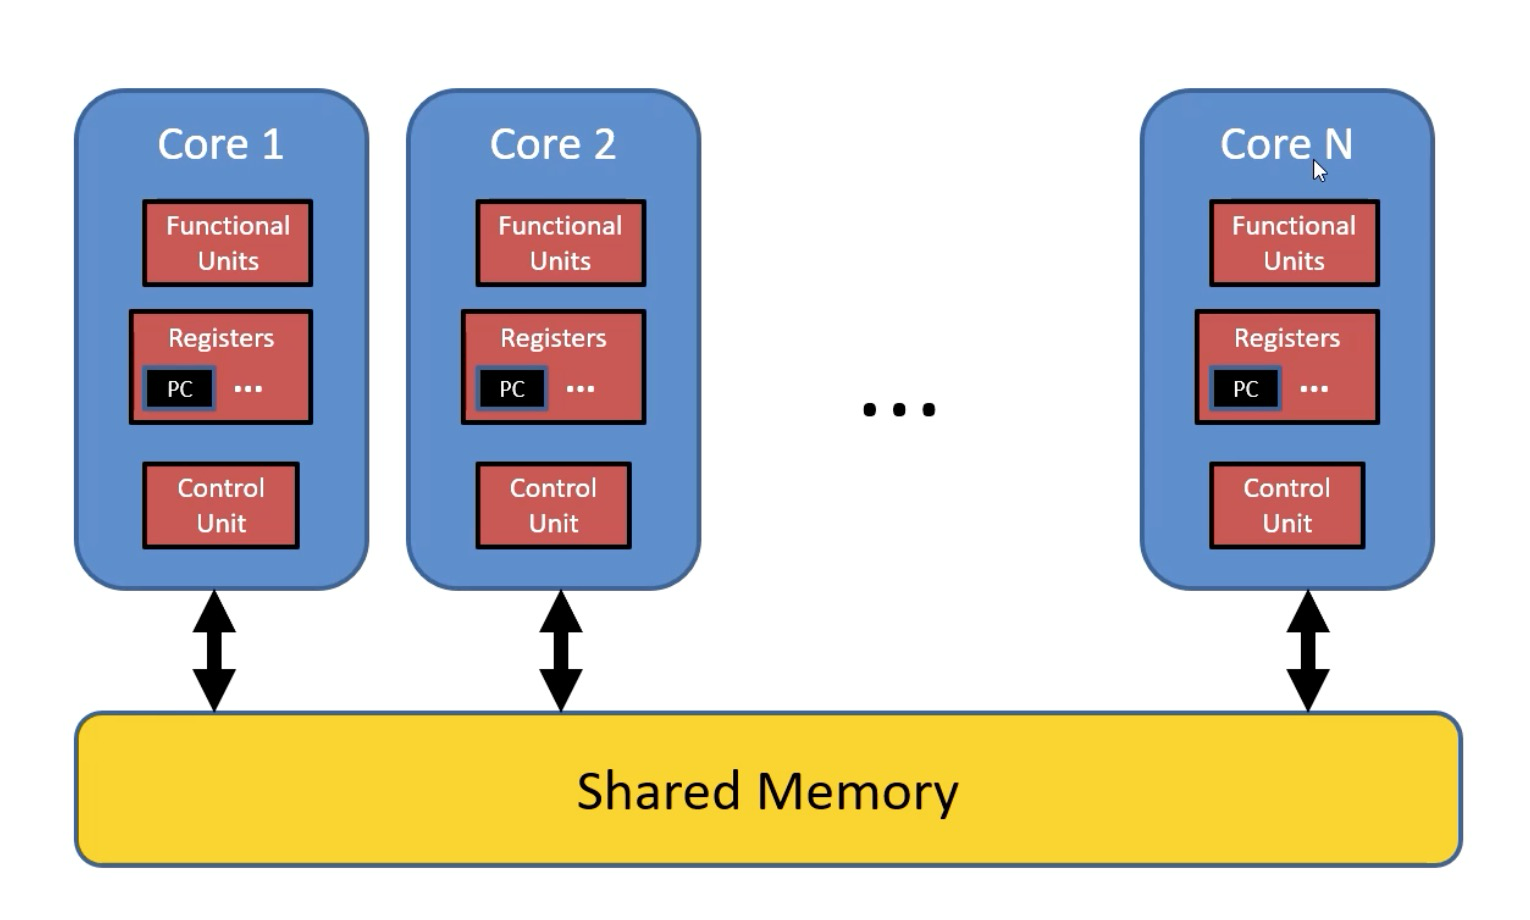 Core 1
Functional
Units
Registers
PC ...
Control
Unit
Core 2
Functional
Units
Registers
PC ...
Control
Unit
...
Core N
Functional
Units
Registers
PC ...
Control
Unit
Shared Memory